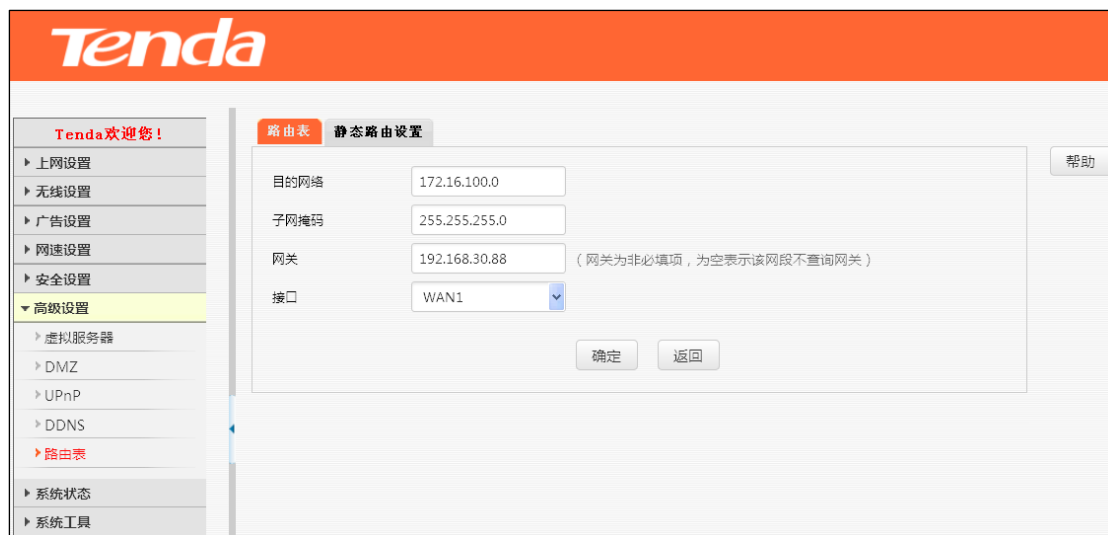 Tenda
Tenda欢迎您!
上网设置
无线设置
广告设置
网速设置
安全设置
高级设置
虚拟服务器
DMZ
UPnP
DDNS
路由表
系统状态
系统工具
路由表 静态路由设置
帮助
目的网络 172.16.100.0
子网掩码 255.255.255.0
网关 192.168.30.88 (网关为非必填项,为空表示该网段不查询网关)
接口 WAN1
确定 返回